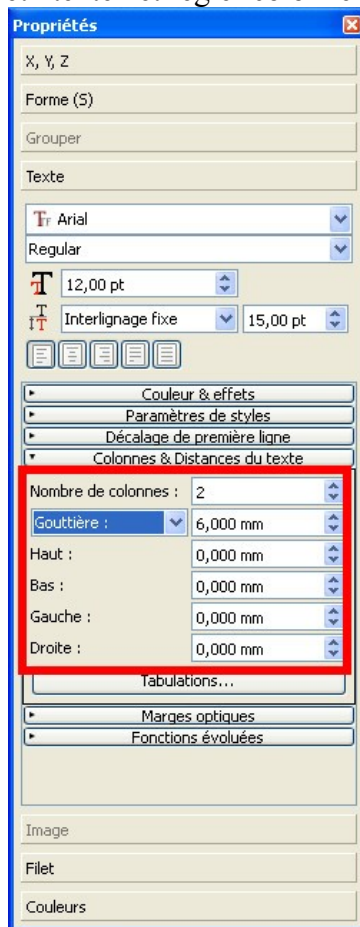 Propriétés
X, Y, Z
Forme (S)
Grouper
Texte
Arial
Regular
12,00 pt
Interlignage fixe 15,00 pt
Couleur & effets
Paramètres de styles
Décalage de première ligne
Colonnes & Distances du texte
Nombre de colonnes : 2
Gouttière : 6,000 mm
Haut : 0,000 mm
Bas : 0,000 mm
Gauche : 0,000 mm
Droite : 0,000 mm
Tabulations...
Marges optiques
Fonctions évoluées
Image
Filet
Couleurs